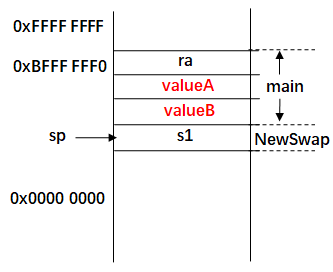 0xFFFF FFFF
0xBFFF FFF0
ra
valueA
main
valueB
sp
s1
NewSwap
0x0000 0000